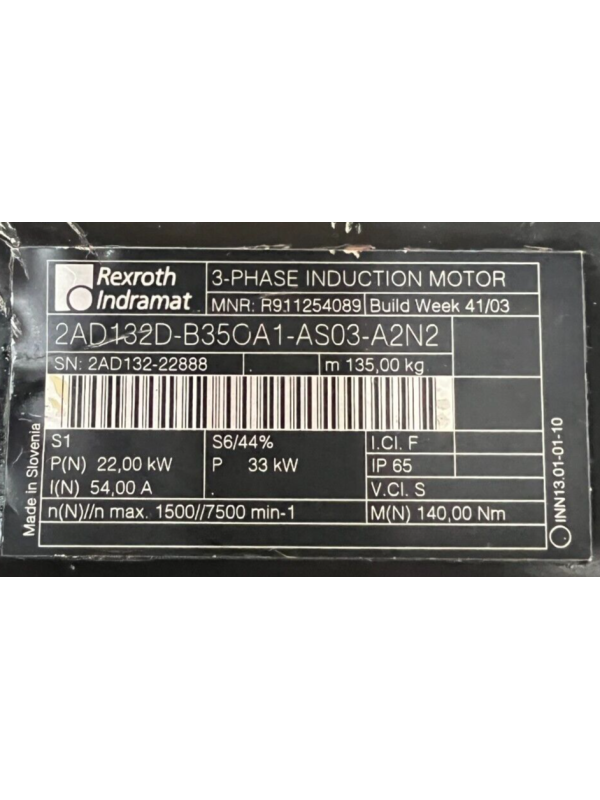 Rexroth
Indramat
3-PHASE INDUCTION MOTOR
MNR: R911254089 Build Week 41/03
2AD132D-B35OA1-AS03-A2N2
SN: 2AD132-22888 m 135,00 kg
S1 S6/44% I.Cl. F
P(N) 22,00 kW P 33 kW IP 65
I(N) 54,00 A V.Cl. S
n(N)//n max. 1500//7500 min-1 M(N) 140,00 Nm
Made in Slovenia
INN13.01-01-10